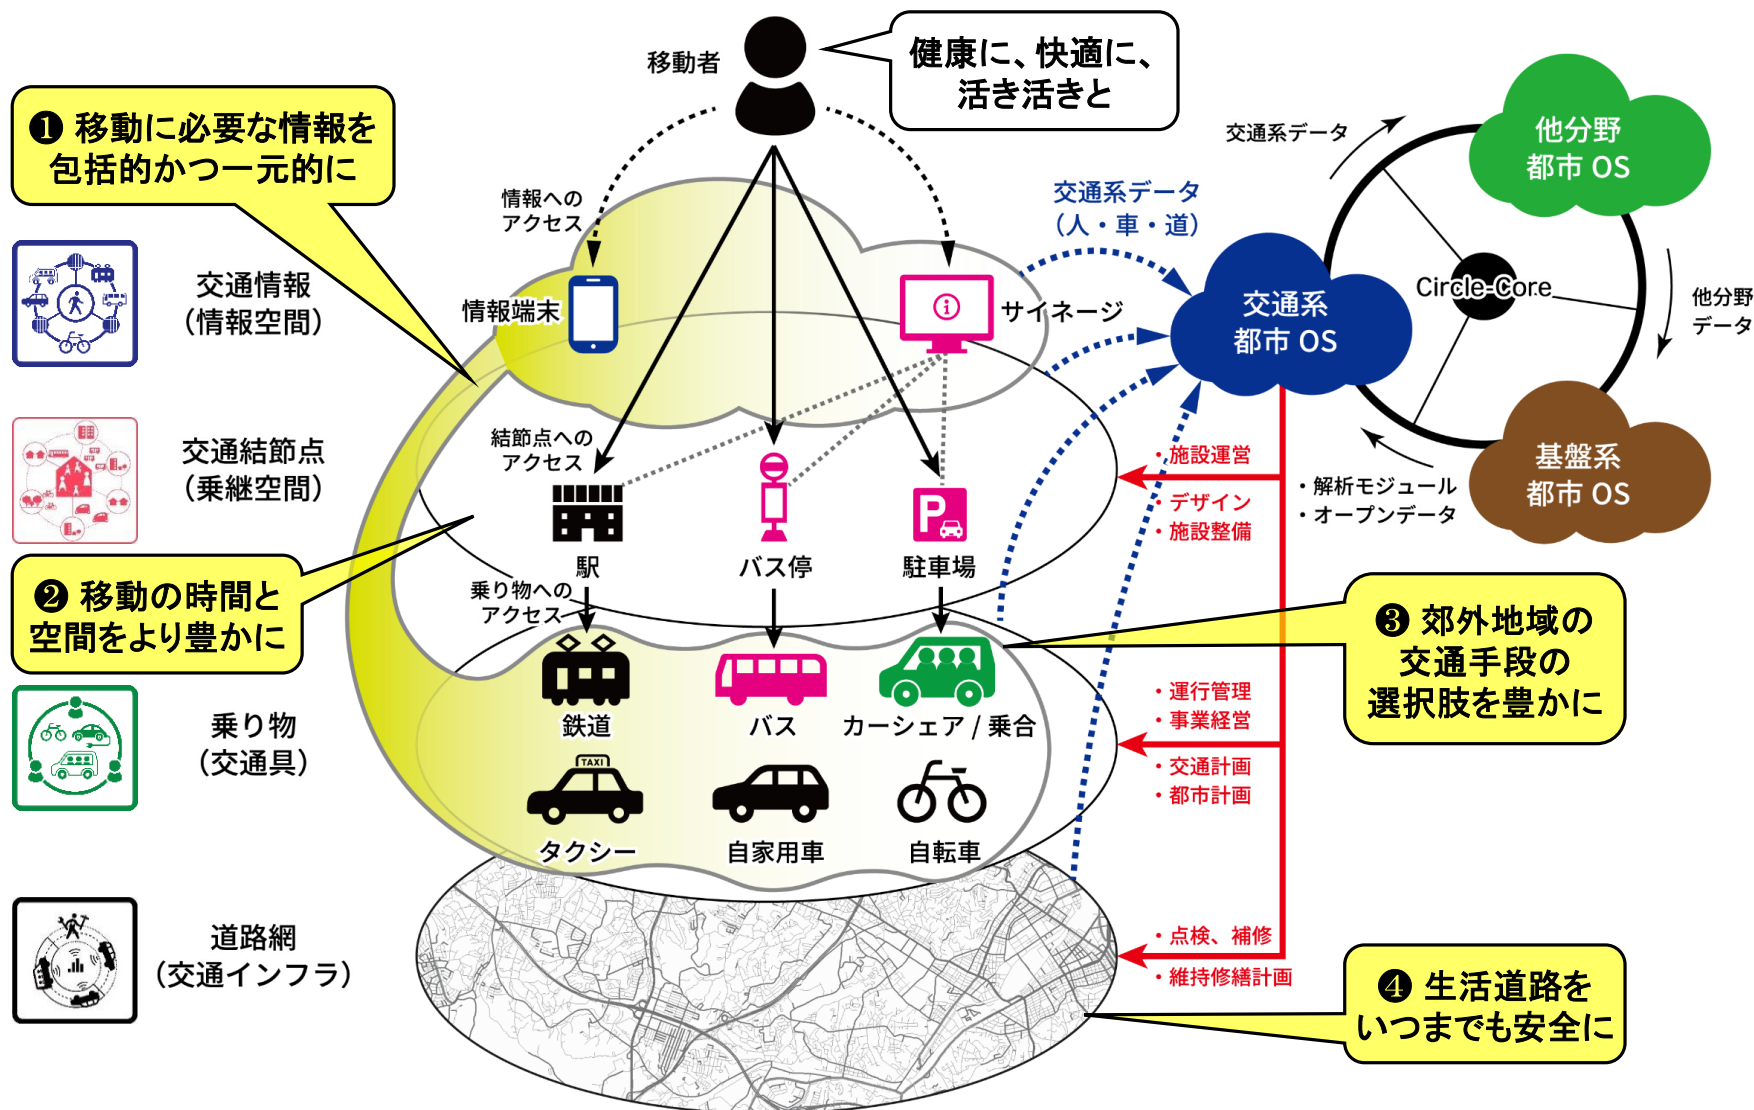 移動者
健康に、快適に、
活き活きと
❶ 移動に必要な情報を
包括的かつ一元的に
情報への
アクセス
交通系データ
(人・車・道)
交通系データ
他分野
都市 OS
交通情報
(情報空間)
情報端末
サイネージ
交通系
都市 OS
Circle-Core
他分野
データ
交通結節点
(乗継空間)
結節点への
アクセス
・施設運営
・デザイン
・施設整備
・解析モジュール
・オープンデータ
基盤系
都市 OS
P
駅
バス停
駐車場
❷ 移動の時間と
空間をより豊かに
乗り物への
アクセス
❸ 郊外地域の
交通手段の
選択肢を豊かに
乗り物
(交通具)
鉄道
バス
カーシェア / 乗合
・運行管理
・事業経営
・交通計画
・都市計画
TAXI
タクシー
自家用車
自転車
道路網
(交通インフラ)
・点検、補修
・維持修繕計画
❹ 生活道路を
いつまでも安全に